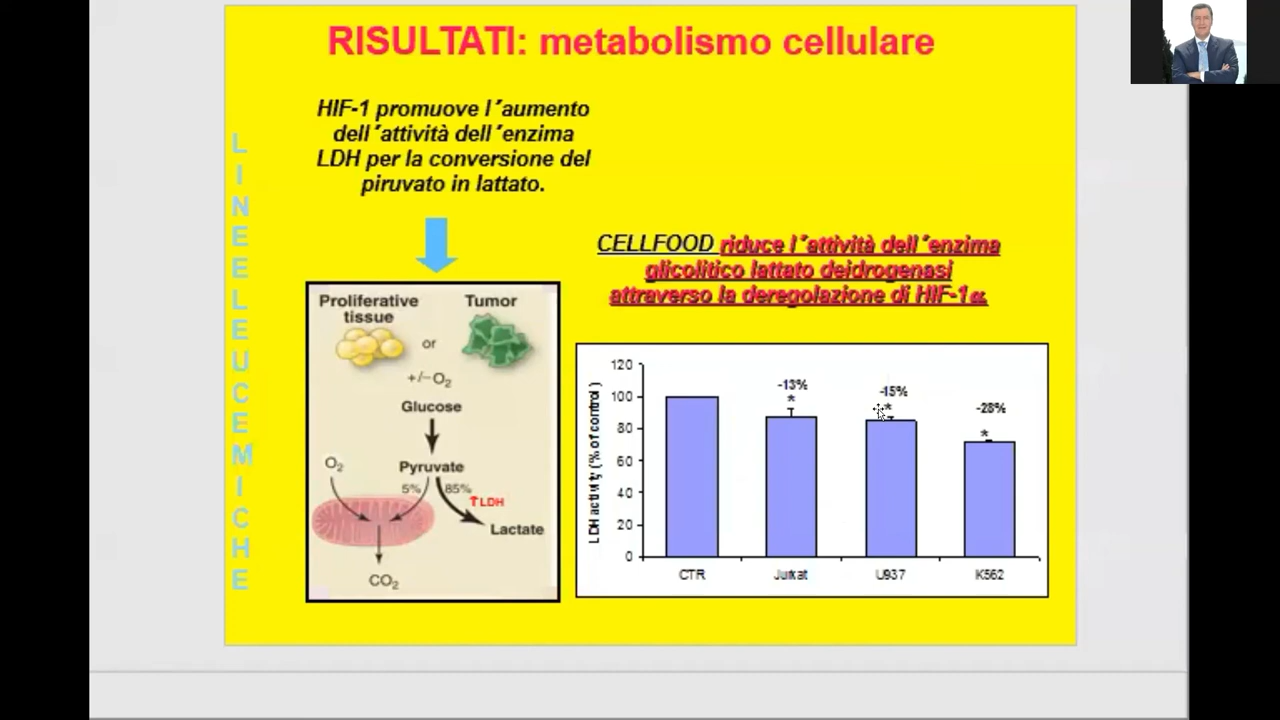 RISULTATI: metabolismo cellulare
HIF-1 promuove l'aumento
dell'attività dell'enzima
LDH per la conversione del
piruvato in lattato.
LINEE LEUCEMICHE
CELLFOOD riduce l'attività dell'enzima
glicolitico lattato deidrogenasi
attraverso la deregolazione di HIF-1α
Proliferative
tissue
Tumor
or
+/−O₂
Glucose
O₂
Pyruvate
5%
85%
↑LDH
Lactate
CO₂
LDH activity (% of control)
120
100
80
60
40
20
0
-13%
*
-15%
*
-28%
*
CTR
Jurkat
U937
K562